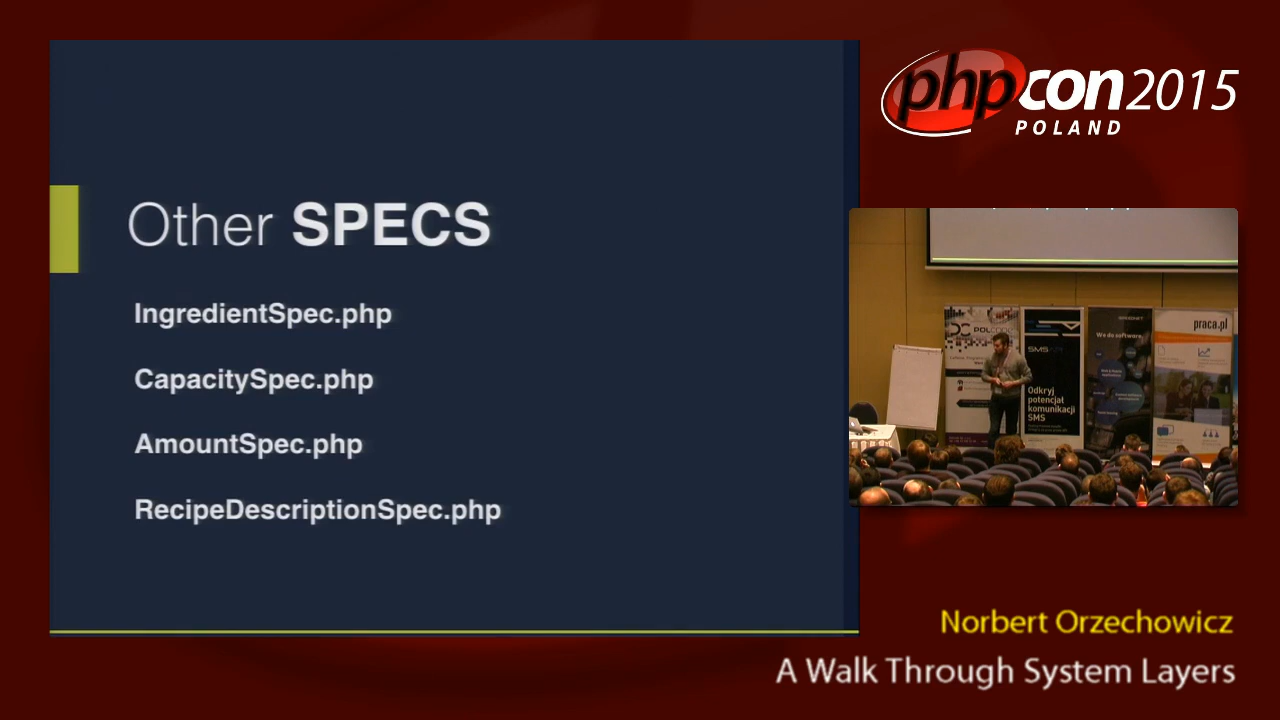 Other SPECS
IngredientSpec.php
CapacitySpec.php
AmountSpec.php
RecipeDescriptionSpec.php
phpcon2015
POLAND
praca.pl
We do software.
SMS
Odkryj
potencjał
komunikacji
SMS
Norbert Orzechowicz
A Walk Through System Layers